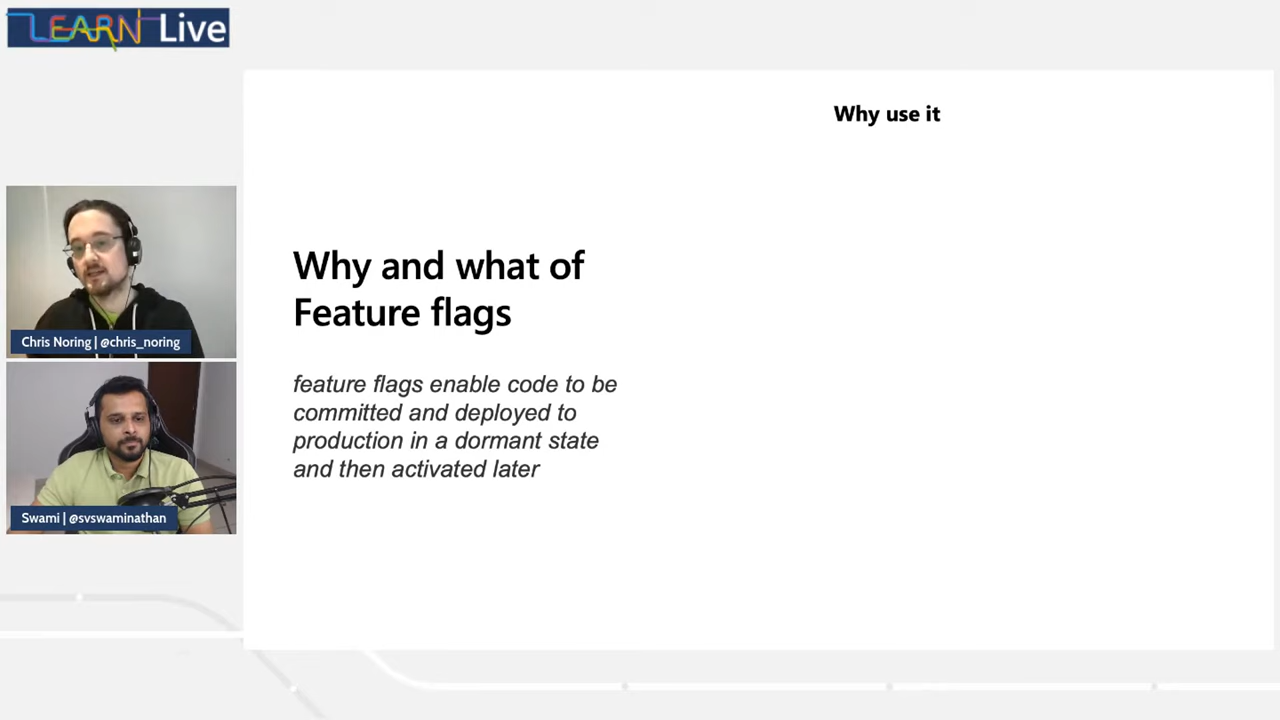 LEARN Live
Why use it
Why and what of
Feature flags
feature flags enable code to be
committed and deployed to
production in a dormant state
and then activated later
Chris Noring | @chris_noring
Swami | @svswaminathan